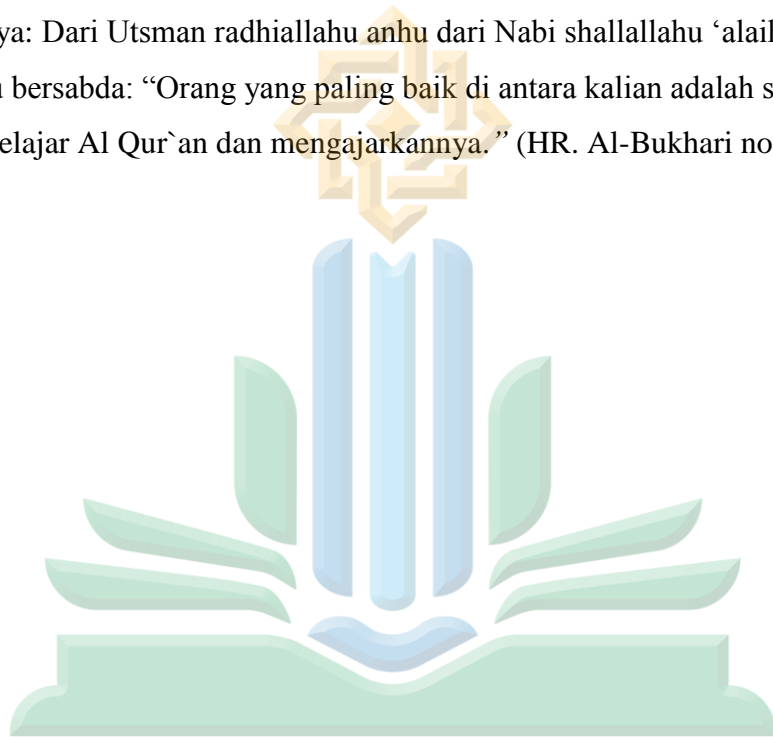 ya: Dari Utsman radhiallahu anhu dari Nabi shallallahu ‘alaih
bersabda: “Orang yang paling baik di antara kalian adalah s
elajar Al Qur`an dan mengajarkannya.” (HR. Al-Bukhari no